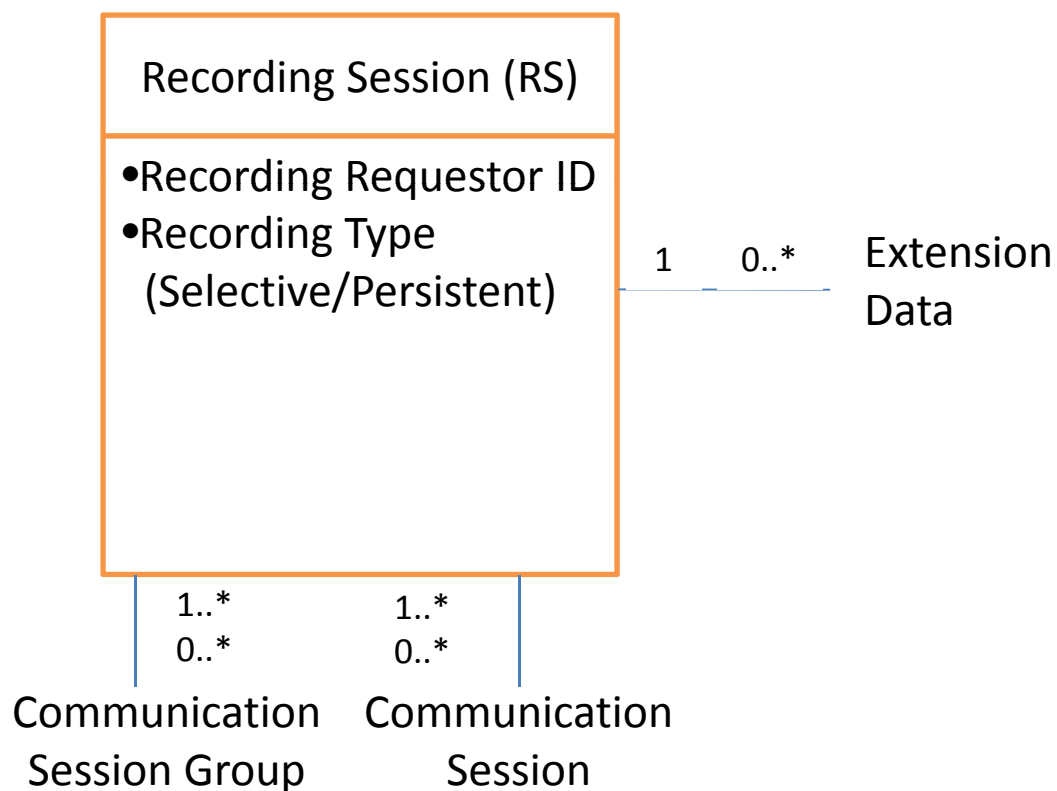 Recording Session (RS)
•Recording Requestor ID
•Recording Type
(Selective/Persistent)
1 0..*
Extension
Data
1..* 1..*
0..* 0..*
Communication Communication
Session Group Session